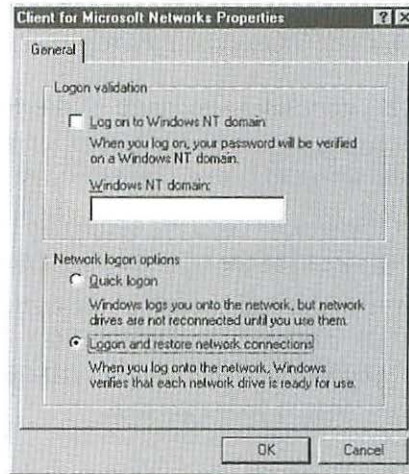 Client for Microsoft Networks Properties
General
Logon validation
Log on to Windows NT domain
When you log on, your password will be verified
on a Windows NT domain.
Windows NT domain:
Network logon options
Quick logon
Windows logs you onto the network, but network
drives are not reconnected until you use them.
Logon and restore network connections
When you log onto the network, Windows
verifies that each network drive is ready for use.
OK
Cancel